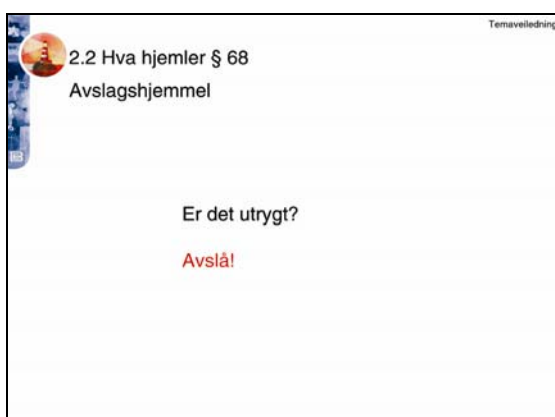 Temaveiledning
2.2 Hva hjemler § 68
Avslagshjemmel
Er det utrygt?
Avslå!